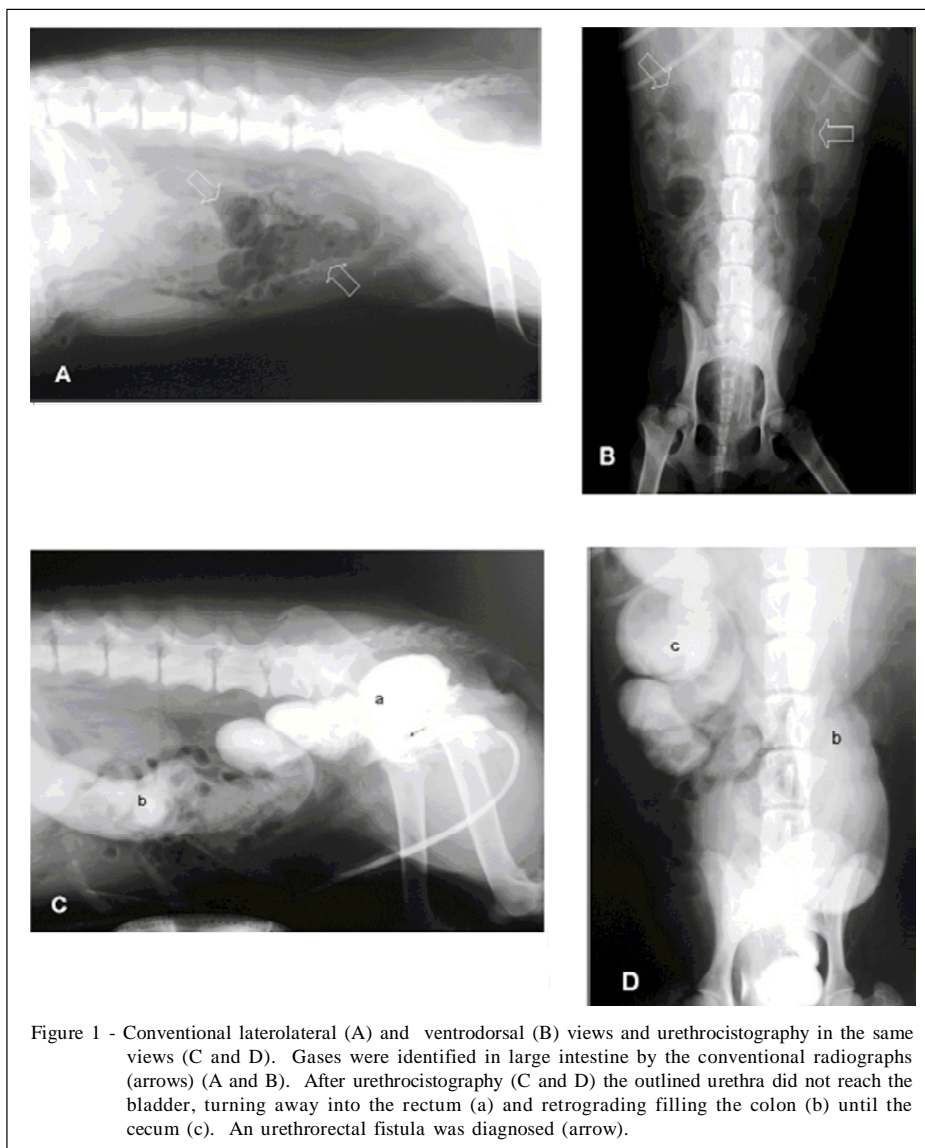 A
B
a
b
C
c
b
D
Figure 1 - Conventional laterolateral (A) and ventrodorsal (B) views and urethrocistography in the same
views (C and D). Gases were identified in large intestine by the conventional radiographs
(arrows) (A and B). After urethrocistography (C and D) the outlined urethra did not reach the
bladder, turning away into the rectum (a) and retrograding filling the colon (b) until the
cecum (c). An urethrorectal fistula was diagnosed (arrow).